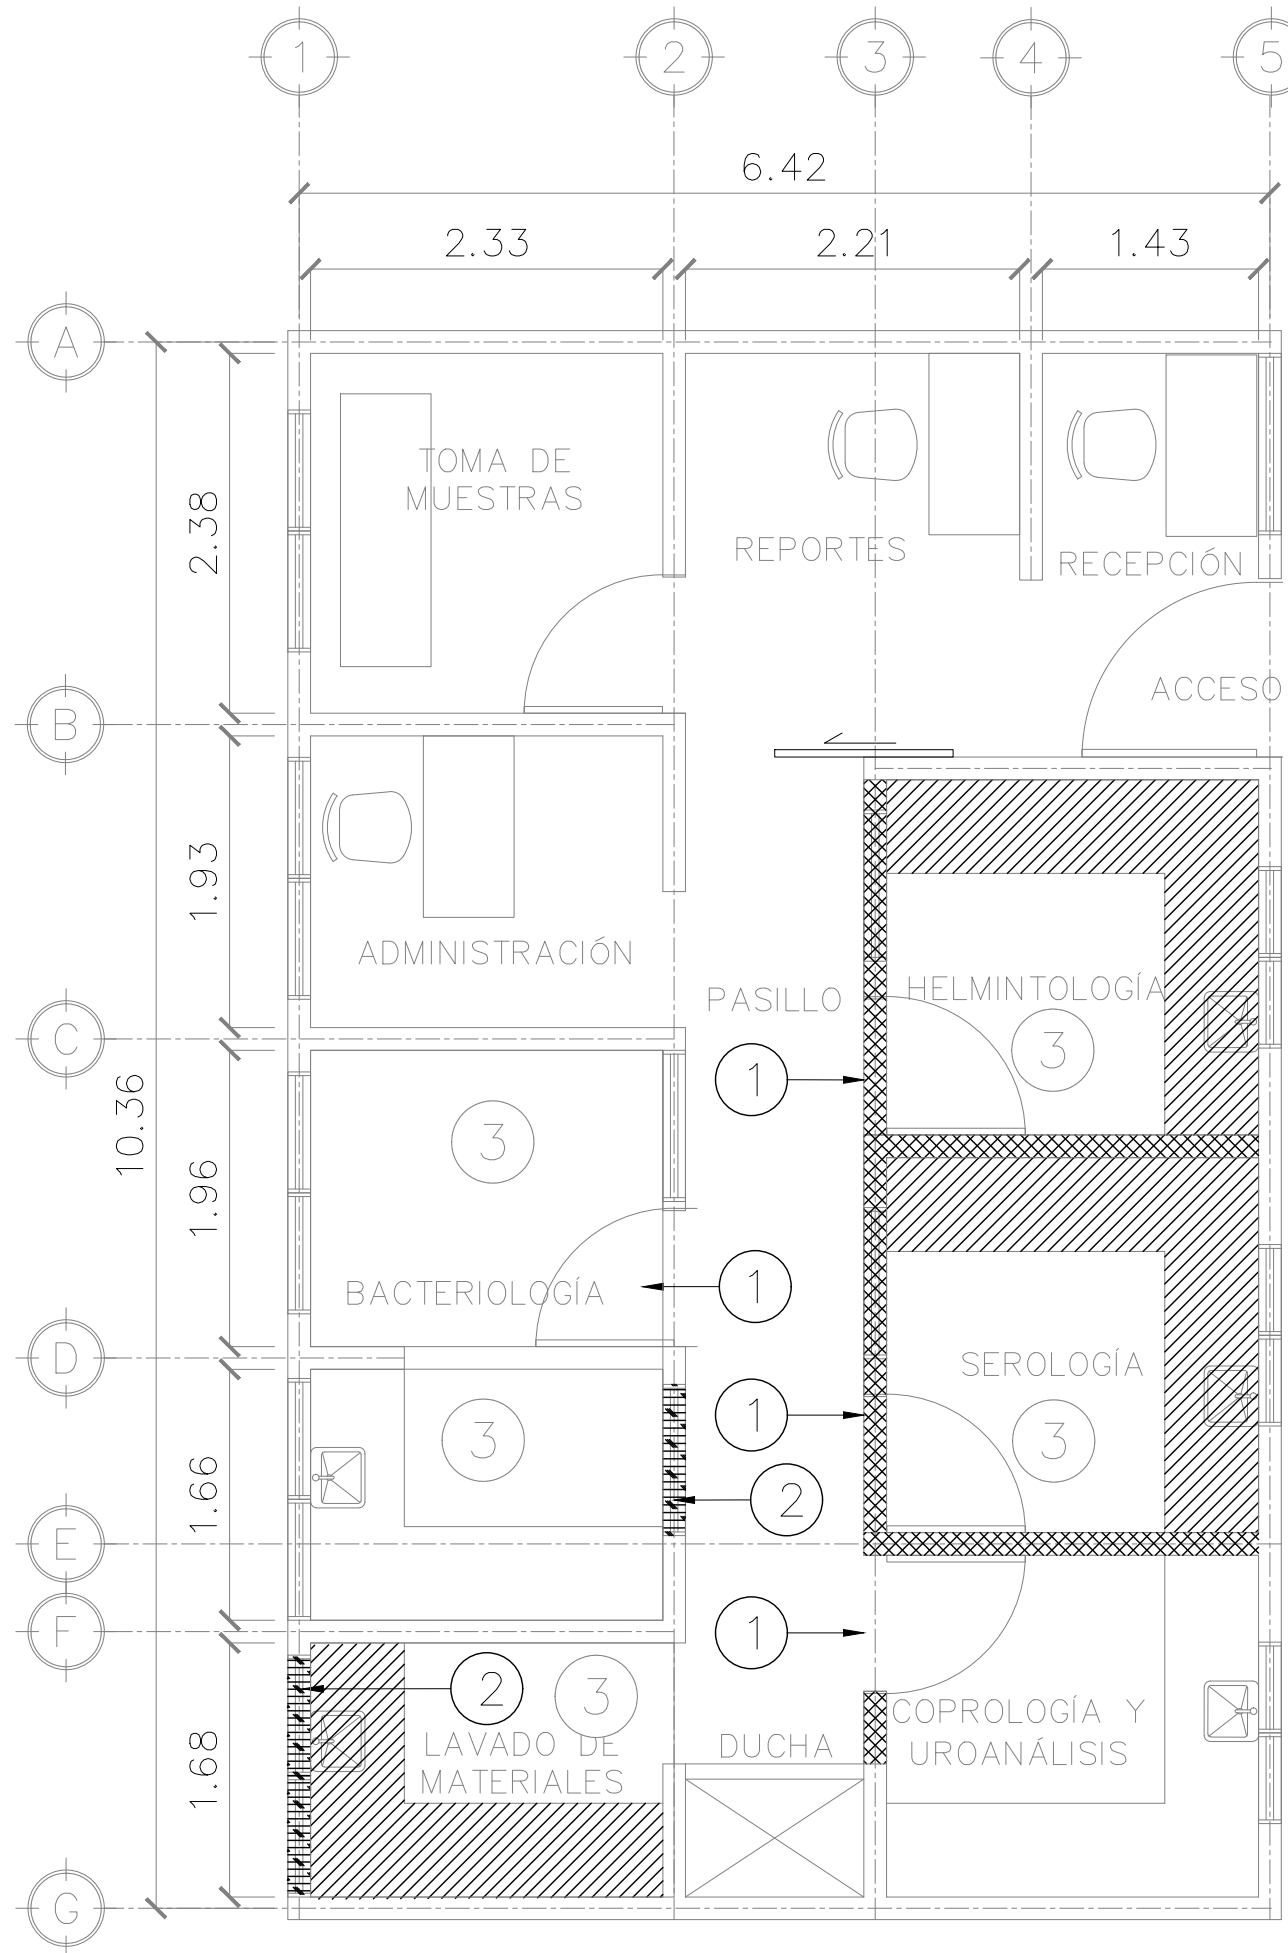 1 2 3 4 5
6.42
2.33 2.21 1.43
A
TOMA DE
MUESTRAS
2.38
REPORTES
RECEPCIÓN
ACCESO
B
1.93
ADMINISTRACIÓN
HELMINTOLOGÍA
PASILLO
C
3
1
10.36
3
1.96
1
BACTERIOLOGÍA
D
SEROLOGÍA
1
3
3
1.66
2
E
F
1
2
3
COPROLOGÍA Y
UROANÁLISIS
LAVADO DE
MATERIALES
DUCHA
1.68
G